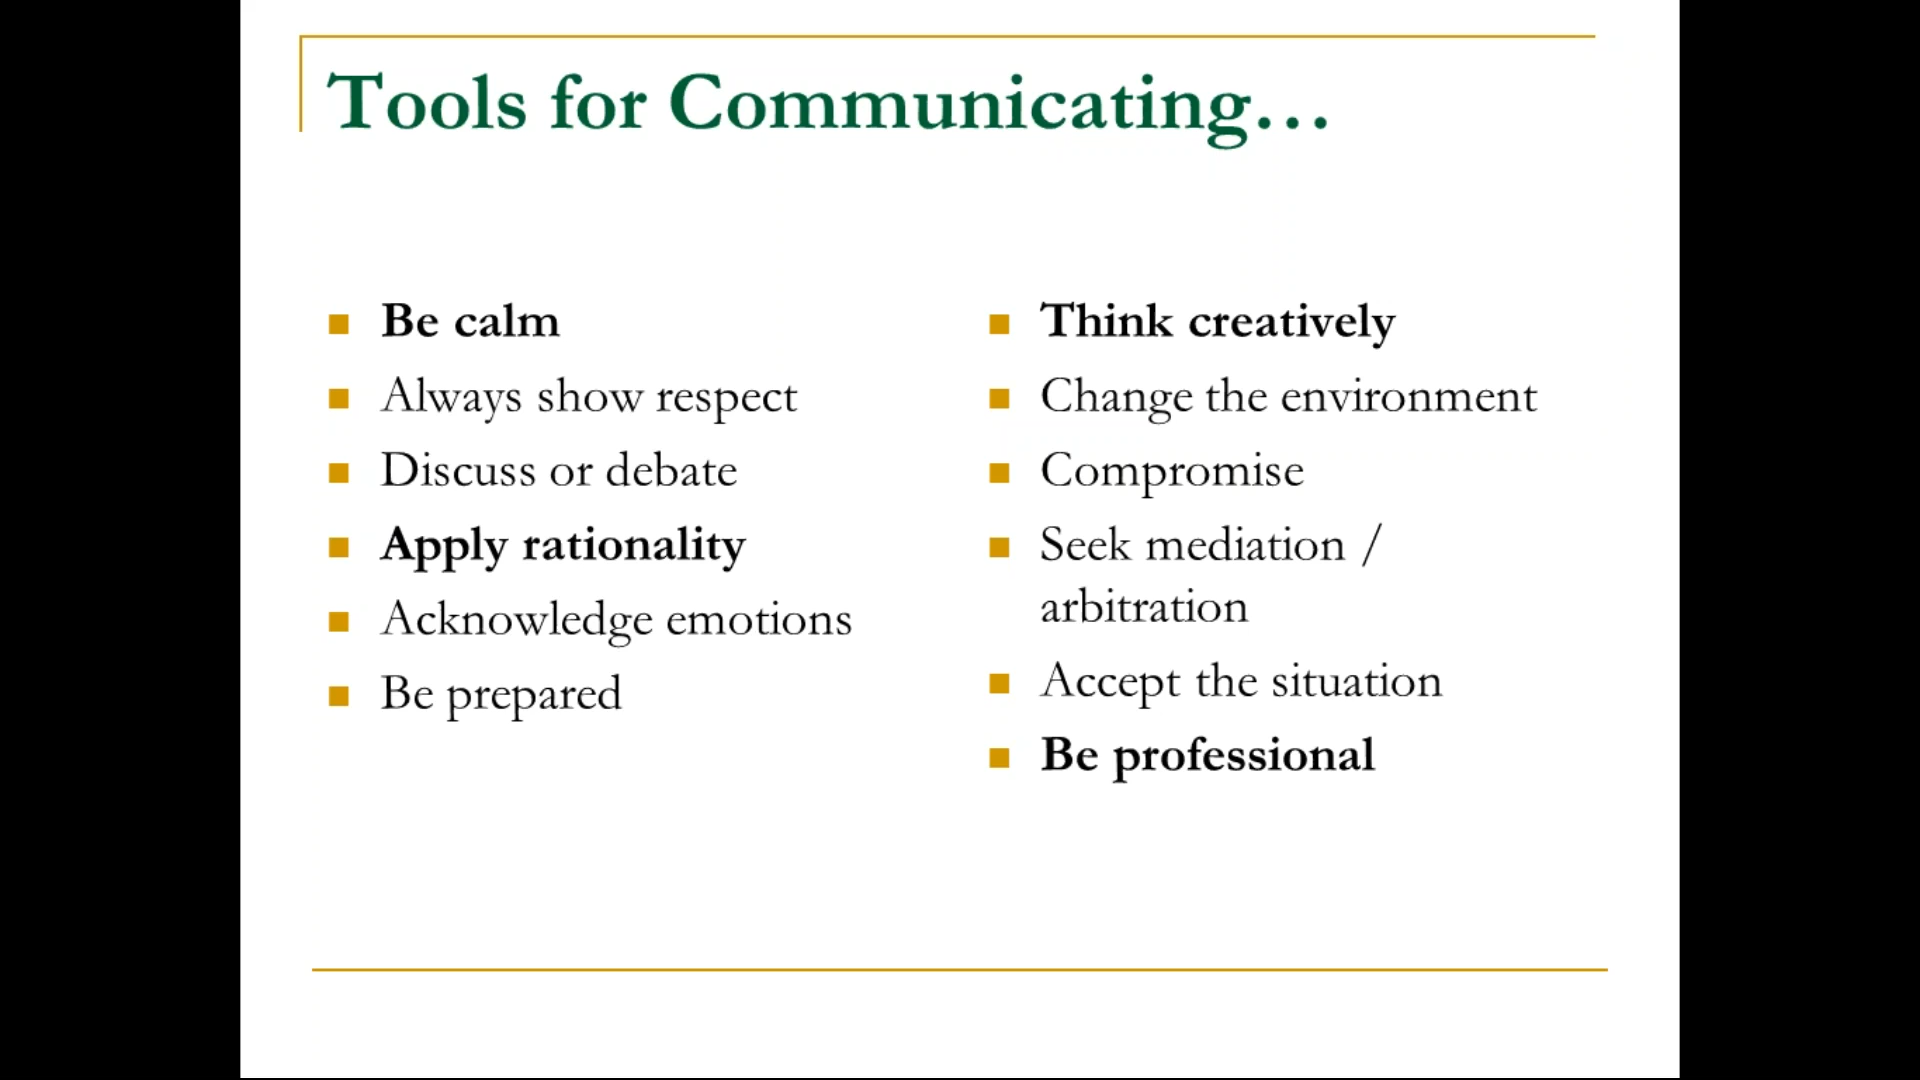 Tools for Communicating...
Be calm
Always show respect
Discuss or debate
Apply rationality
Acknowledge emotions
Be prepared
Think creatively
Change the environment
Compromise
Seek mediation /
arbitration
Accept the situation
Be professional